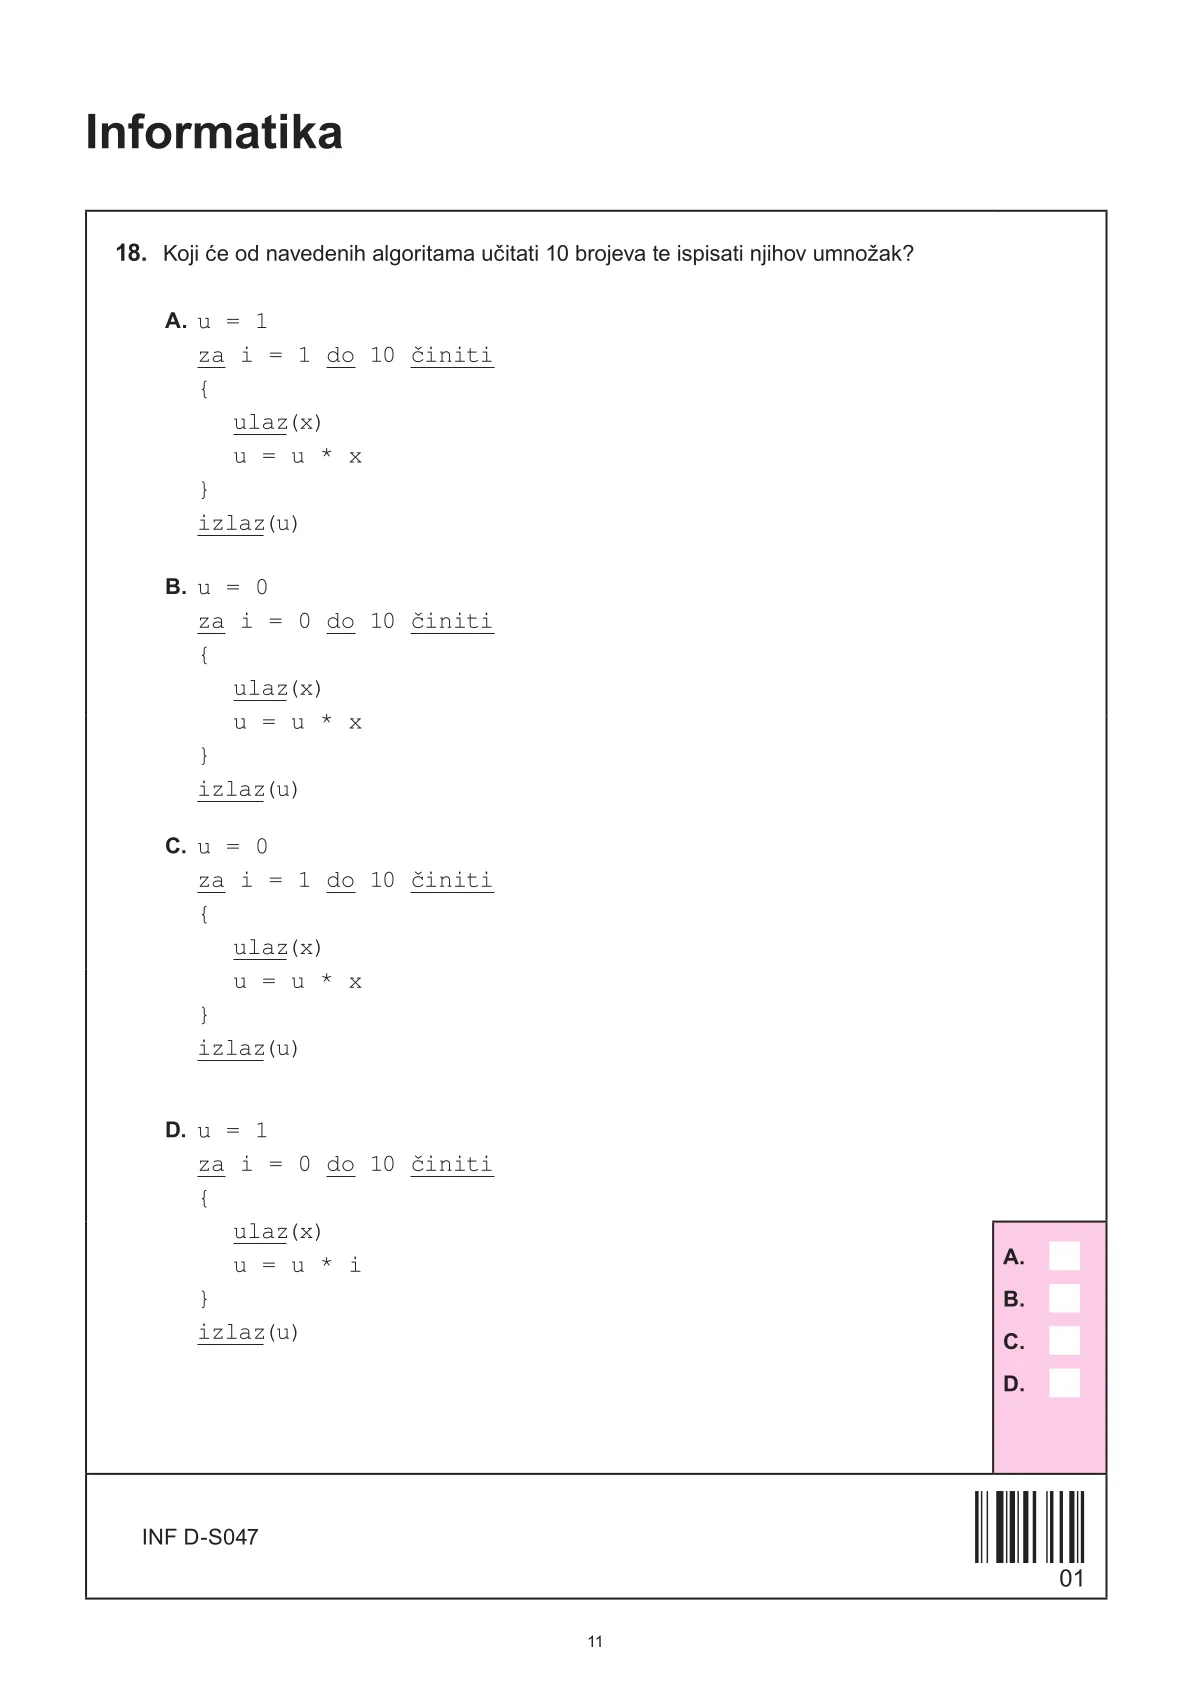 Informatika
18. Koji će od navedenih algoritama učitati 10 brojeva te ispisati njihov umnožak?
A. u = 1
za i = 1 do 10 činiti
{
ulaz(x)
u = u * x
}
izlaz(u)
B. u = 0
za i = 0 do 10 činiti
{
ulaz(x)
u = u * x
}
izlaz(u)
C. u = 0
za i = 1 do 10 činiti
{
ulaz(x)
u = u * x
}
izlaz(u)
D. u = 1
za i = 0 do 10 činiti
{
ulaz(x)
u = u * i
}
izlaz(u)
A.
B.
C.
D.
INF D-S047
01
11